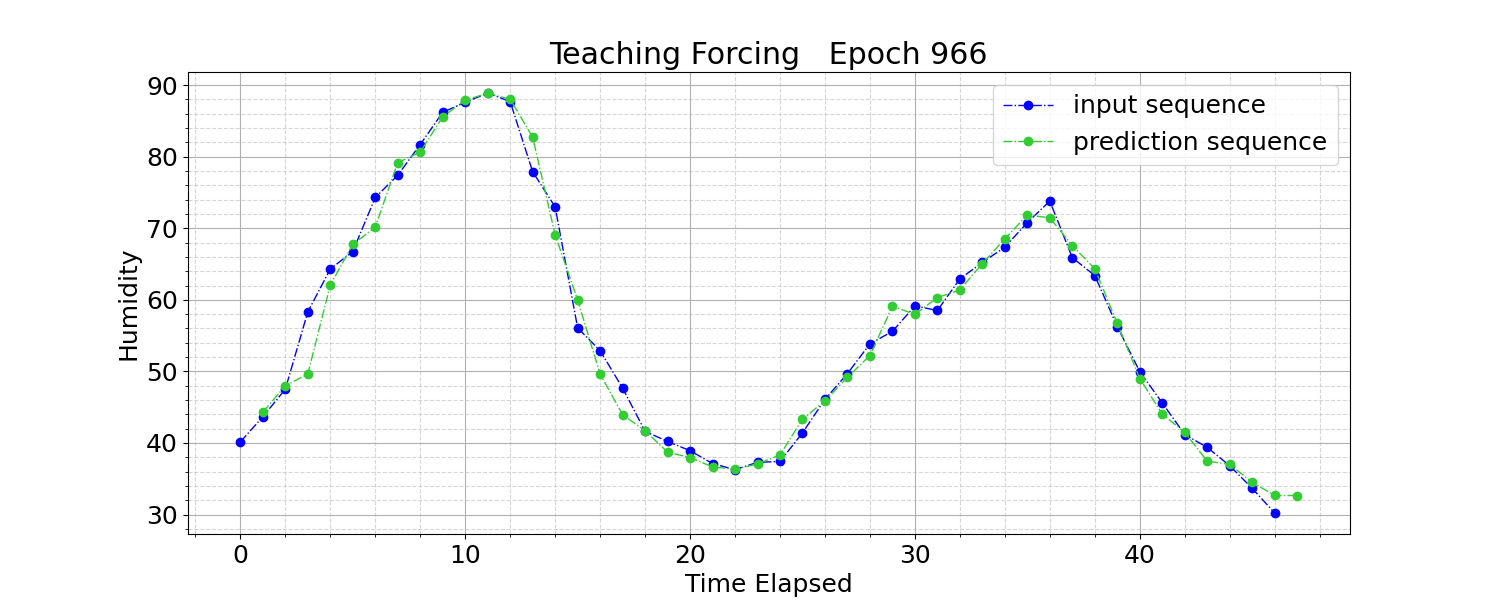 Teaching Forcing   Epoch 966
90
80
70
60
50
40
30
Humidity
input sequence
prediction sequence
0 10 20 30 40
Time Elapsed